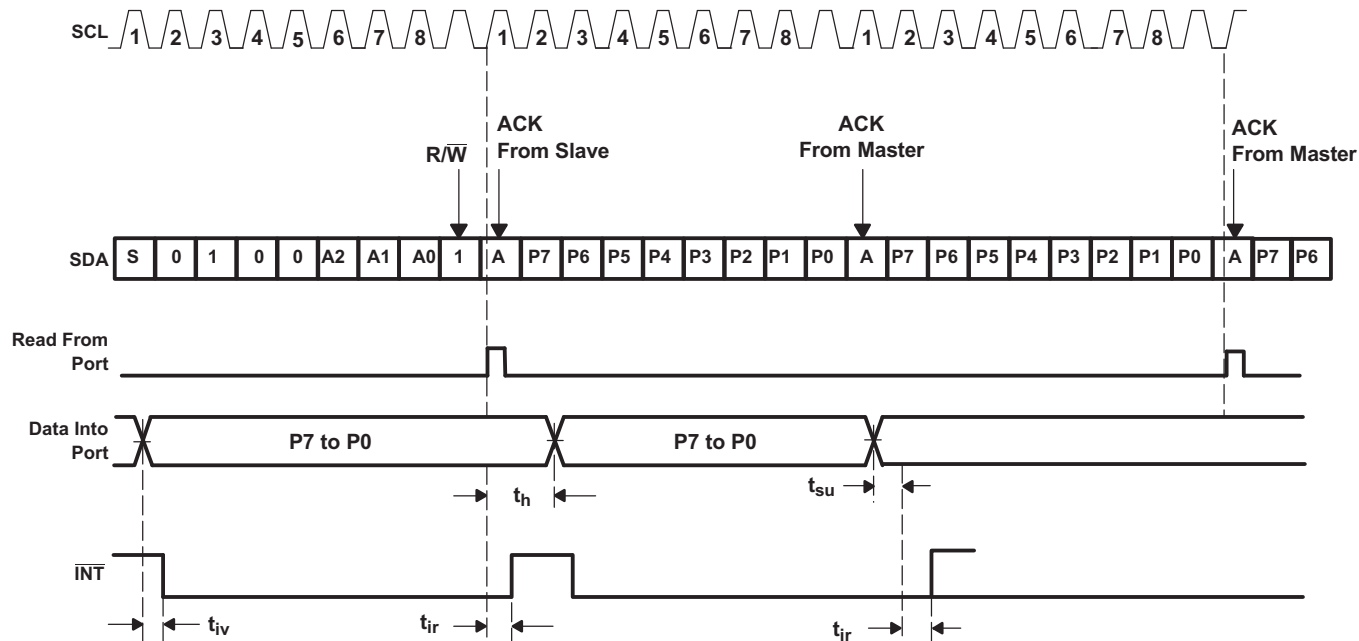 SCL 1 2 3 4 5 6 7 8 1 2 3 4 5 6 7 8 1 2 3 4 5 6 7 8
R/W̅
ACK
From Slave
ACK
From Master
ACK
From Master
SDA S 0 1 0 0 A2 A1 A0 1 A P7 P6 P5 P4 P3 P2 P1 P0 A P7 P6 P5 P4 P3 P2 P1 P0 A P7 P6
Read From
Port
Data Into
Port
P7 to P0
P7 to P0
th
tsu
I̅N̅T̅
tiv
tir
tir